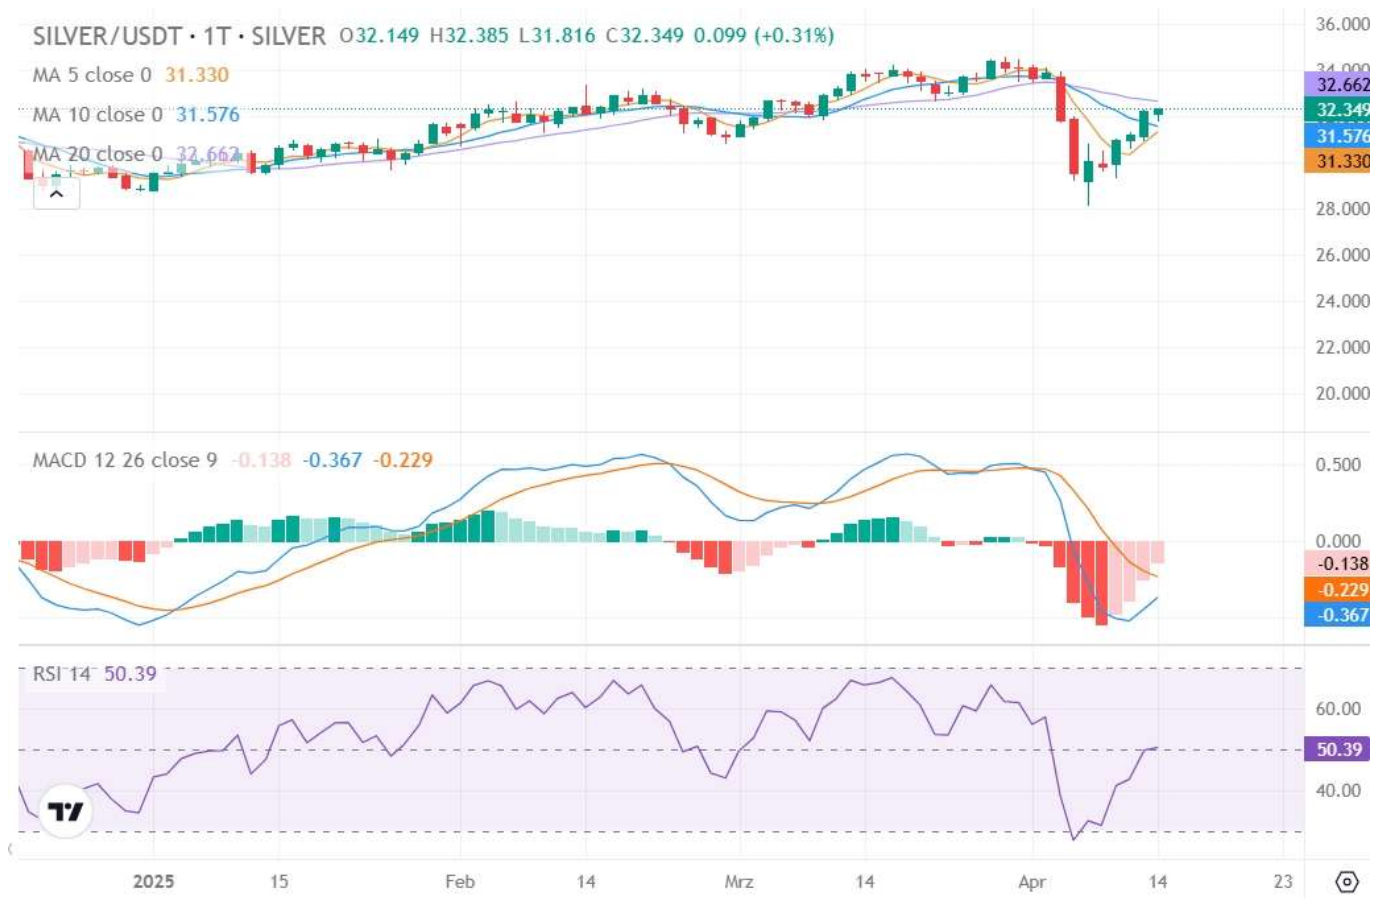 SILVER/USDT · 1T · SILVER O32.149 H32.385 L31.816 C32.349 0.099 (+0.31%)
MA 5 close 0 31.330
MA 10 close 0 31.576
MA 20 close 0 32.662
36.000
34.000
32.662
32.349
31.576
31.330
28.000
26.000
24.000
22.000
20.000
MACD 12 26 close 9 -0.138 -0.367 -0.229
0.500
0.000
-0.138
-0.229
-0.367
RSI 14 50.39
60.00
50.39
40.00
2025 15 Feb 14 Mrz 14 Apr 14 23